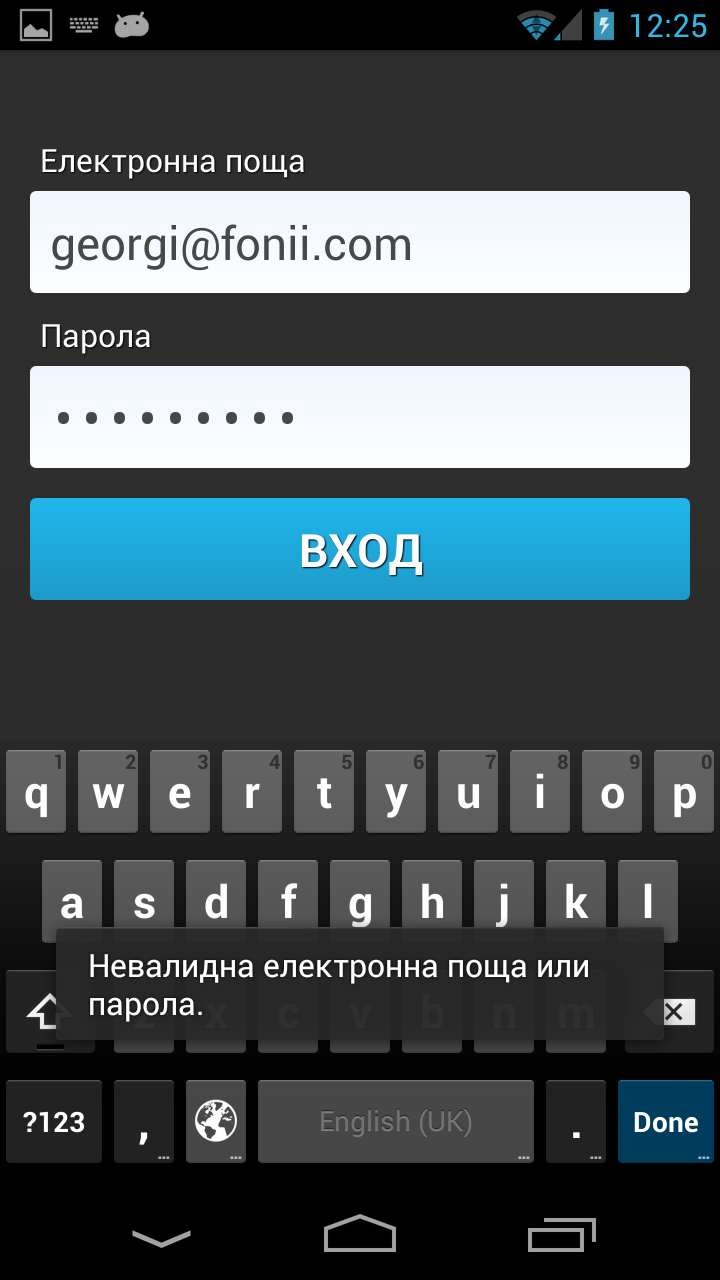 12:25
Електронна поща
georgi@fonii.com
Парола
•••••••••
ВХОД
1 2 3 4 5 6 7 8 9 0
q w e r t y u i o p
a s d f g h j k l
Невалидна електронна поща или
парола.
z x c v b n m
?123 , English (UK) . Done